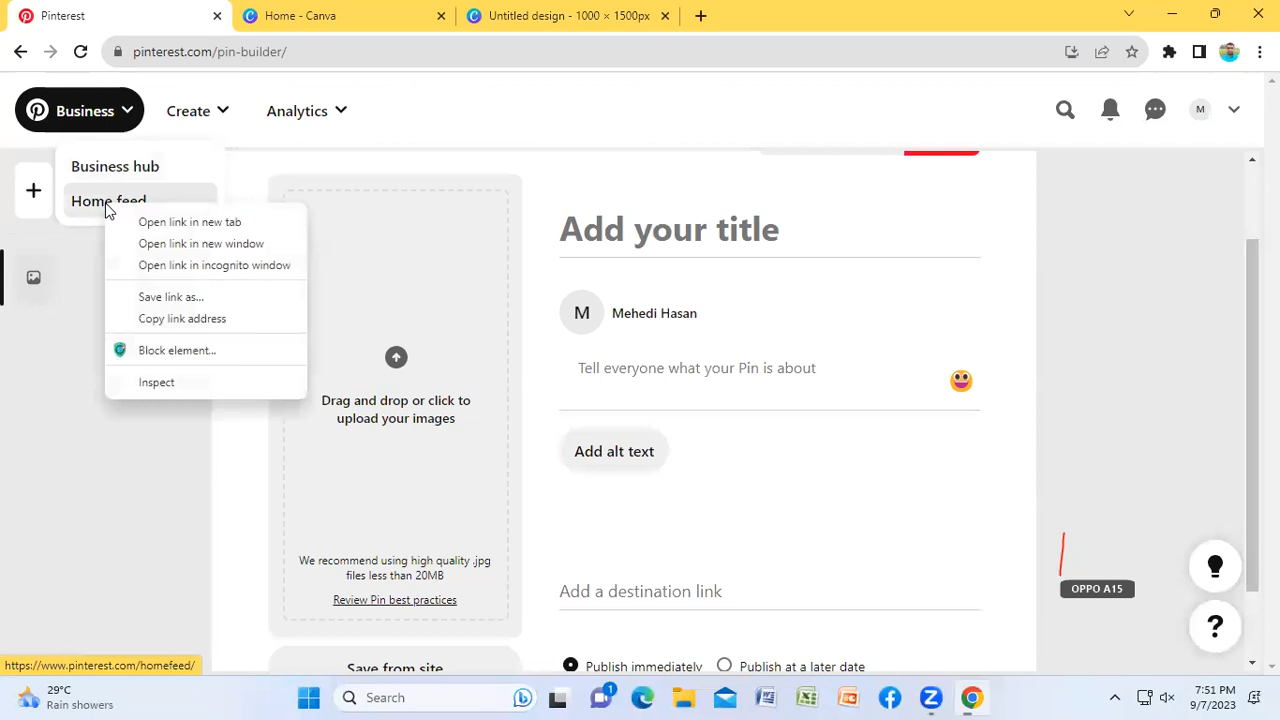 Pinterest
Home - Canva
Untitled design - 1000 × 1500px
pinterest.com/pin-builder/
Business
Create
Analytics
M
Business hub
Home feed
Open link in new tab
Open link in new window
Open link in incognito window
Save link as...
Copy link address
Block element...
Inspect
Add your title
M
Mehedi Hasan
Tell everyone what your Pin is about
Drag and drop or click to
upload your images
Add alt text
We recommend using high quality .jpg
files less than 20MB
Review Pin best practices
Add a destination link
OPPO A15
?
Save from site
Publish immediately
Publish at a later date
https://www.pinterest.com/homefeed/
29°C
Rain showers
Search
1
7:51 PM
9/7/2023